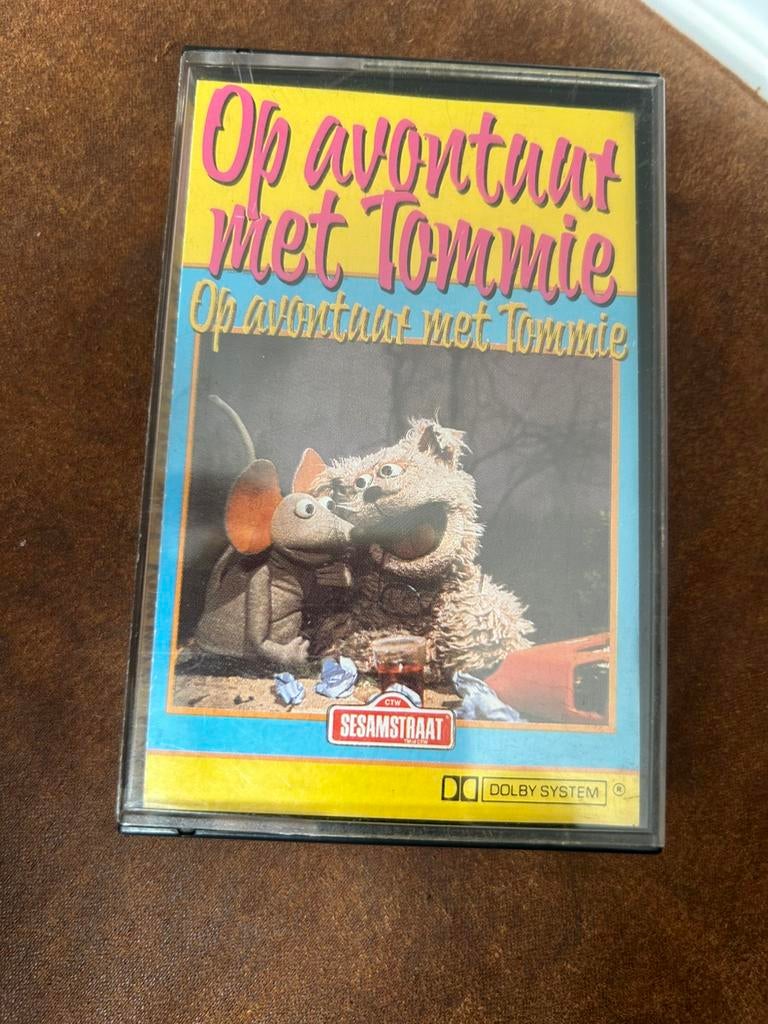 Op avontuur
met Tommie
Op avontuur met Tommie
CTW
SESAMSTRAAT
DOLBY SYSTEM ®